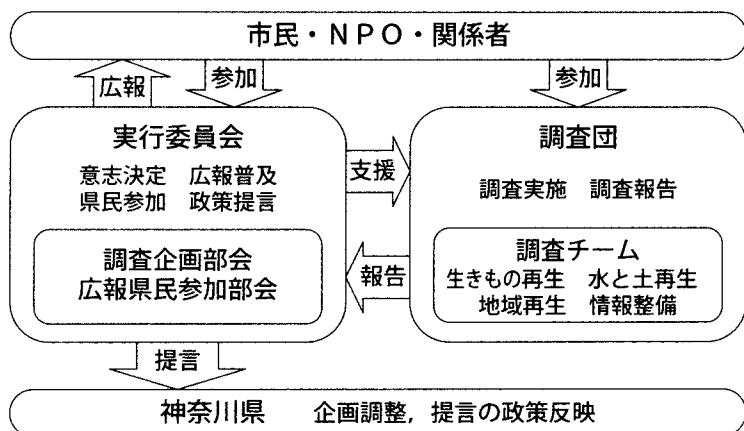 市民・NPO・関係者
広報
参加
参加
実行委員会
意志決定 広報普及
県民参加 政策提言
調査企画部会
広報県民参加部会
支援
報告
調査団
調査実施 調査報告
調査チーム
生きもの再生 水と土再生
地域再生 情報整備
提言
神奈川県 企画調整，提言の政策反映